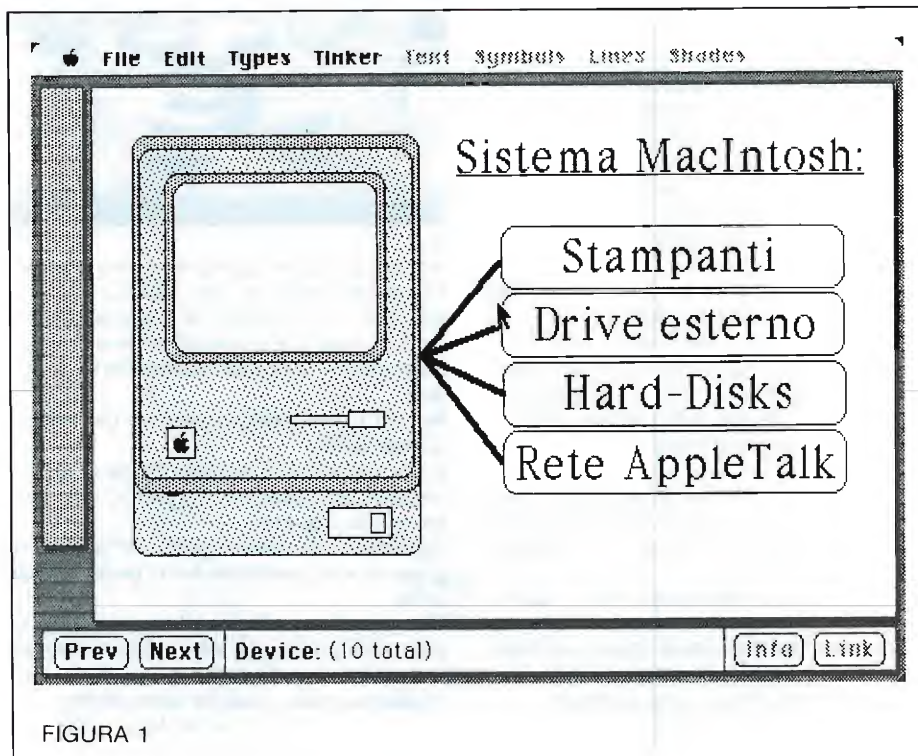 File Edit Types Tinker Text Symbols Lines Shades
Sistema MacIntosh:
Stampanti
Drive esterno
Hard-Disks
Rete AppleTalk
Prev Next Device: (10 total) Info Link
FIGURA 1